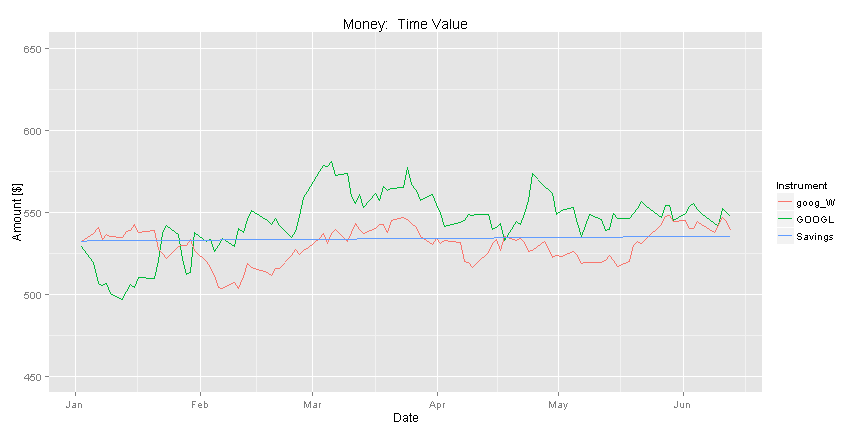 Money:  Time Value
650
600
550
500
450
Amount [$]
Jan
Feb
Mar
Apr
May
Jun
Date
Instrument
goog_W
GOOGL
Savings